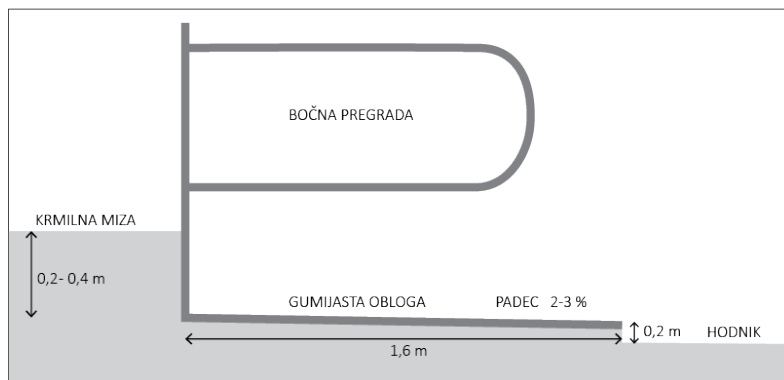 BOČNA PREGRADA
KRMILNA MIZA
0,2- 0,4 m
GUMIJASTA OBLOGA
PADEC 2-3 %
0,2 m
HODNIK
1,6 m